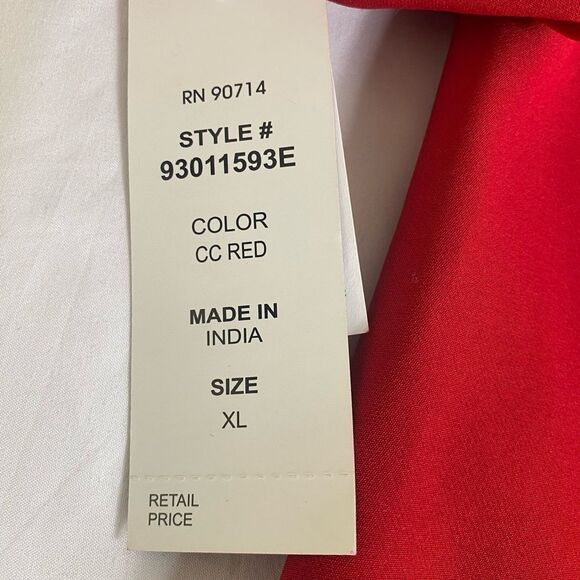 RN 90714
STYLE #
93011593E
COLOR
CC RED
MADE IN
INDIA
SIZE
XL
RETAIL
PRICE